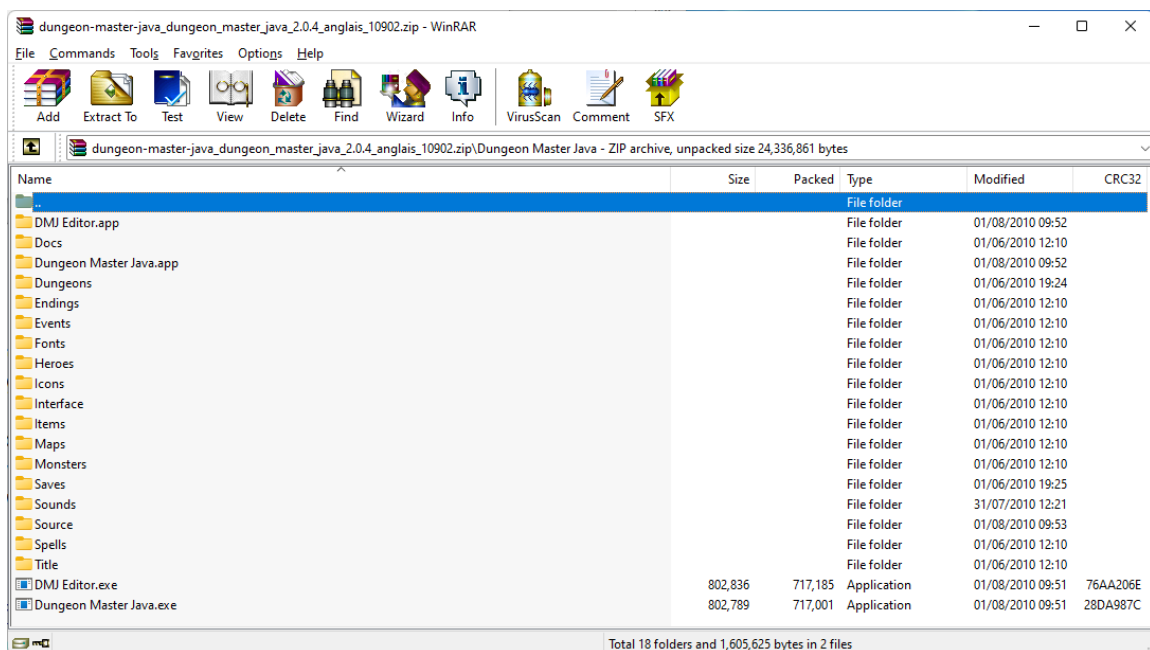 dungeon-master-java_dungeon_master_java_2.0.4_anglais_10902.zip - WinRAR
File Commands Tools Favorites Options Help
Add Extract To Test View Delete Find Wizard Info VirusScan Comment SFX
dungeon-master-java_dungeon_master_java_2.0.4_anglais_10902.zip\Dungeon Master Java - ZIP archive, unpacked size 24,336,861 bytes
Name Size Packed Type Modified CRC32
.. File folder
DMJ Editor.app File folder 01/08/2010 09:52
Docs File folder 01/06/2010 12:10
Dungeon Master Java.app File folder 01/08/2010 09:52
Dungeons File folder 01/06/2010 19:24
Endings File folder 01/06/2010 12:10
Events File folder 01/06/2010 12:10
Fonts File folder 01/06/2010 12:10
Heroes File folder 01/06/2010 12:10
Icons File folder 01/06/2010 12:10
Interface File folder 01/06/2010 12:10
Items File folder 01/06/2010 12:10
Maps File folder 01/06/2010 12:10
Monsters File folder 01/06/2010 12:10
Saves File folder 01/06/2010 19:25
Sounds File folder 31/07/2010 12:21
Source File folder 01/08/2010 09:53
Spells File folder 01/06/2010 12:10
Title File folder 01/06/2010 12:10
DMJ Editor.exe 802,836 717,185 Application 01/08/2010 09:51 76AA206E
Dungeon Master Java.exe 802,789 717,001 Application 01/08/2010 09:51 28DA987C
Total 18 folders and 1,605,625 bytes in 2 files